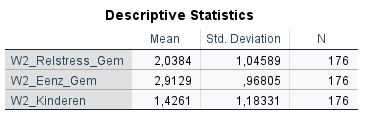 Descriptive Statistics
Mean Std. Deviation N
W2_Relstress_Gem 2,0384 1,04589 176
W2_Eenz_Gem 2,9129 ,96805 176
W2_Kinderen 1,4261 1,18331 176